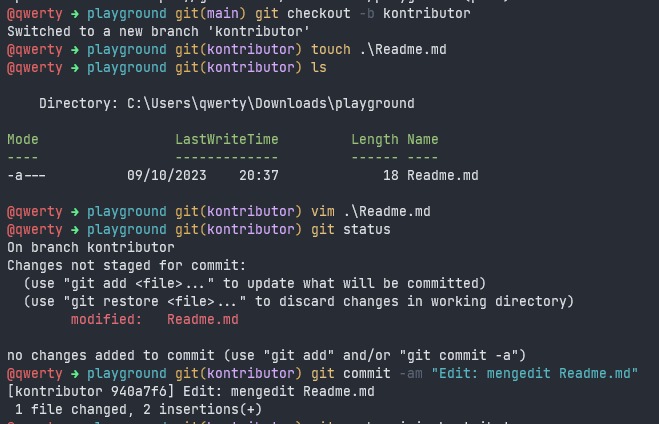 @qwerty → playground git(main) git checkout -b kontributor
Switched to a new branch 'kontributor'
@qwerty → playground git(kontributor) touch .\Readme.md
@qwerty → playground git(kontributor) ls
Directory: C:\Users\qwerty\Downloads\playground
Mode LastWriteTime Length Name
---- ------------- ------ ----
-a--- 09/10/2023 20:37 18 Readme.md
@qwerty → playground git(kontributor) vim .\Readme.md
@qwerty → playground git(kontributor) git status
On branch kontributor
Changes not staged for commit:
(use "git add <file>..." to update what will be committed)
(use "git restore <file>..." to discard changes in working directory)
modified: Readme.md
no changes added to commit (use "git add" and/or "git commit -a")
@qwerty → playground git(kontributor) git commit -am "Edit: mengedit Readme.md"
[kontributor 940a7f6] Edit: mengedit Readme.md
1 file changed, 2 insertions(+)